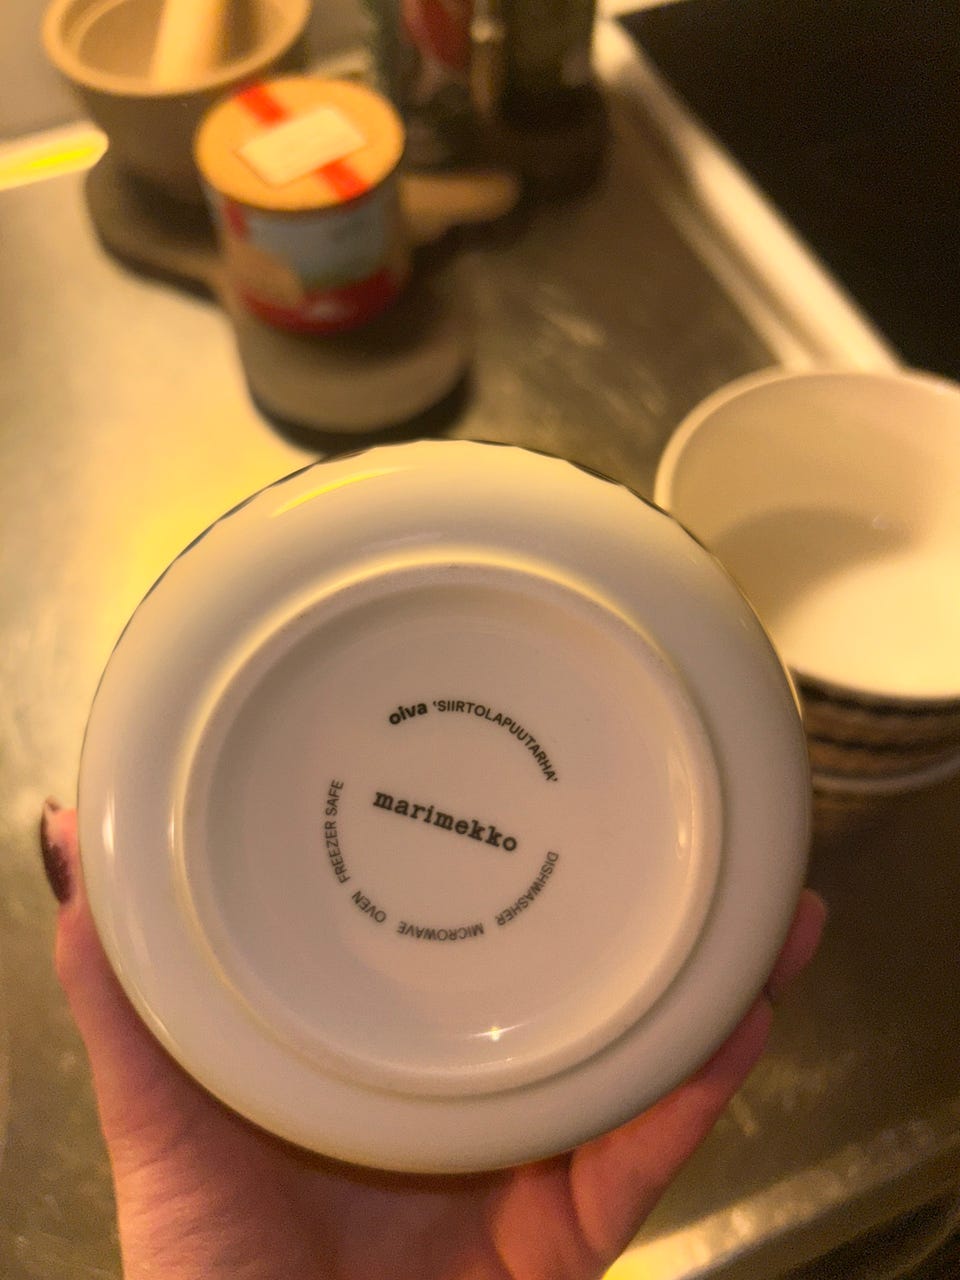 oiva 'SIIRTOLAPUUTARHA'
marimekko
DISHWASHER MICROWAVE OVEN FREEZER SAFE